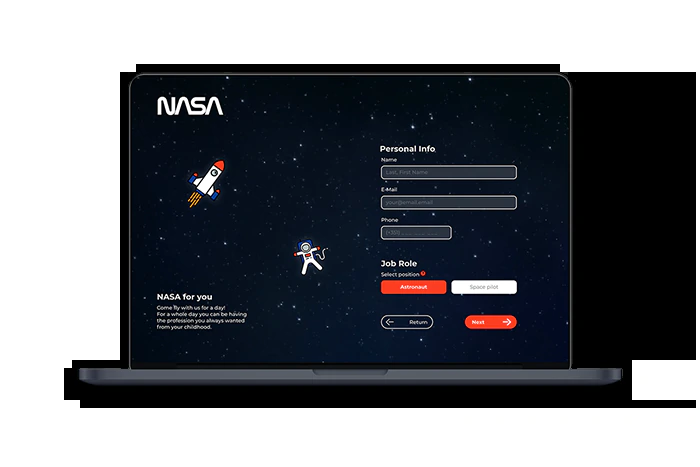 NASA
NASA for you
Come fly with us for a day!
For a whole day you can be having
the profession you always wanted
from your childhood.
Personal Info
Name
Last, First Name
E-Mail
your@email.email
Phone
Job Role
Select position
Astronaut
Space pilot
Return
Next